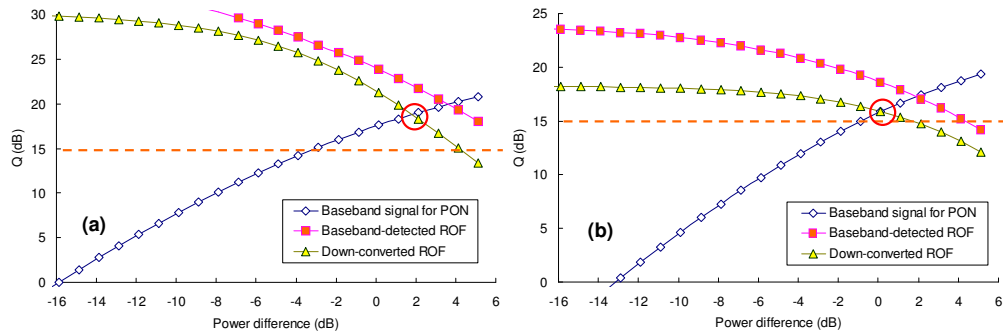 30
25
20
15
10
5
0
Q (dB)
-16 -14 -12 -10 -8 -6 -4 -2 0 2 4 6
Power difference (dB)
(a)
Baseband signal for PON
Baseband-detected ROF
Down-converted ROF
25
20
15
10
5
0
Q (dB)
-16 -14 -12 -10 -8 -6 -4 -2 0 2 4 6
Power difference (dB)
(b)
Baseband signal for PON
Baseband-detected ROF
Down-converted ROF